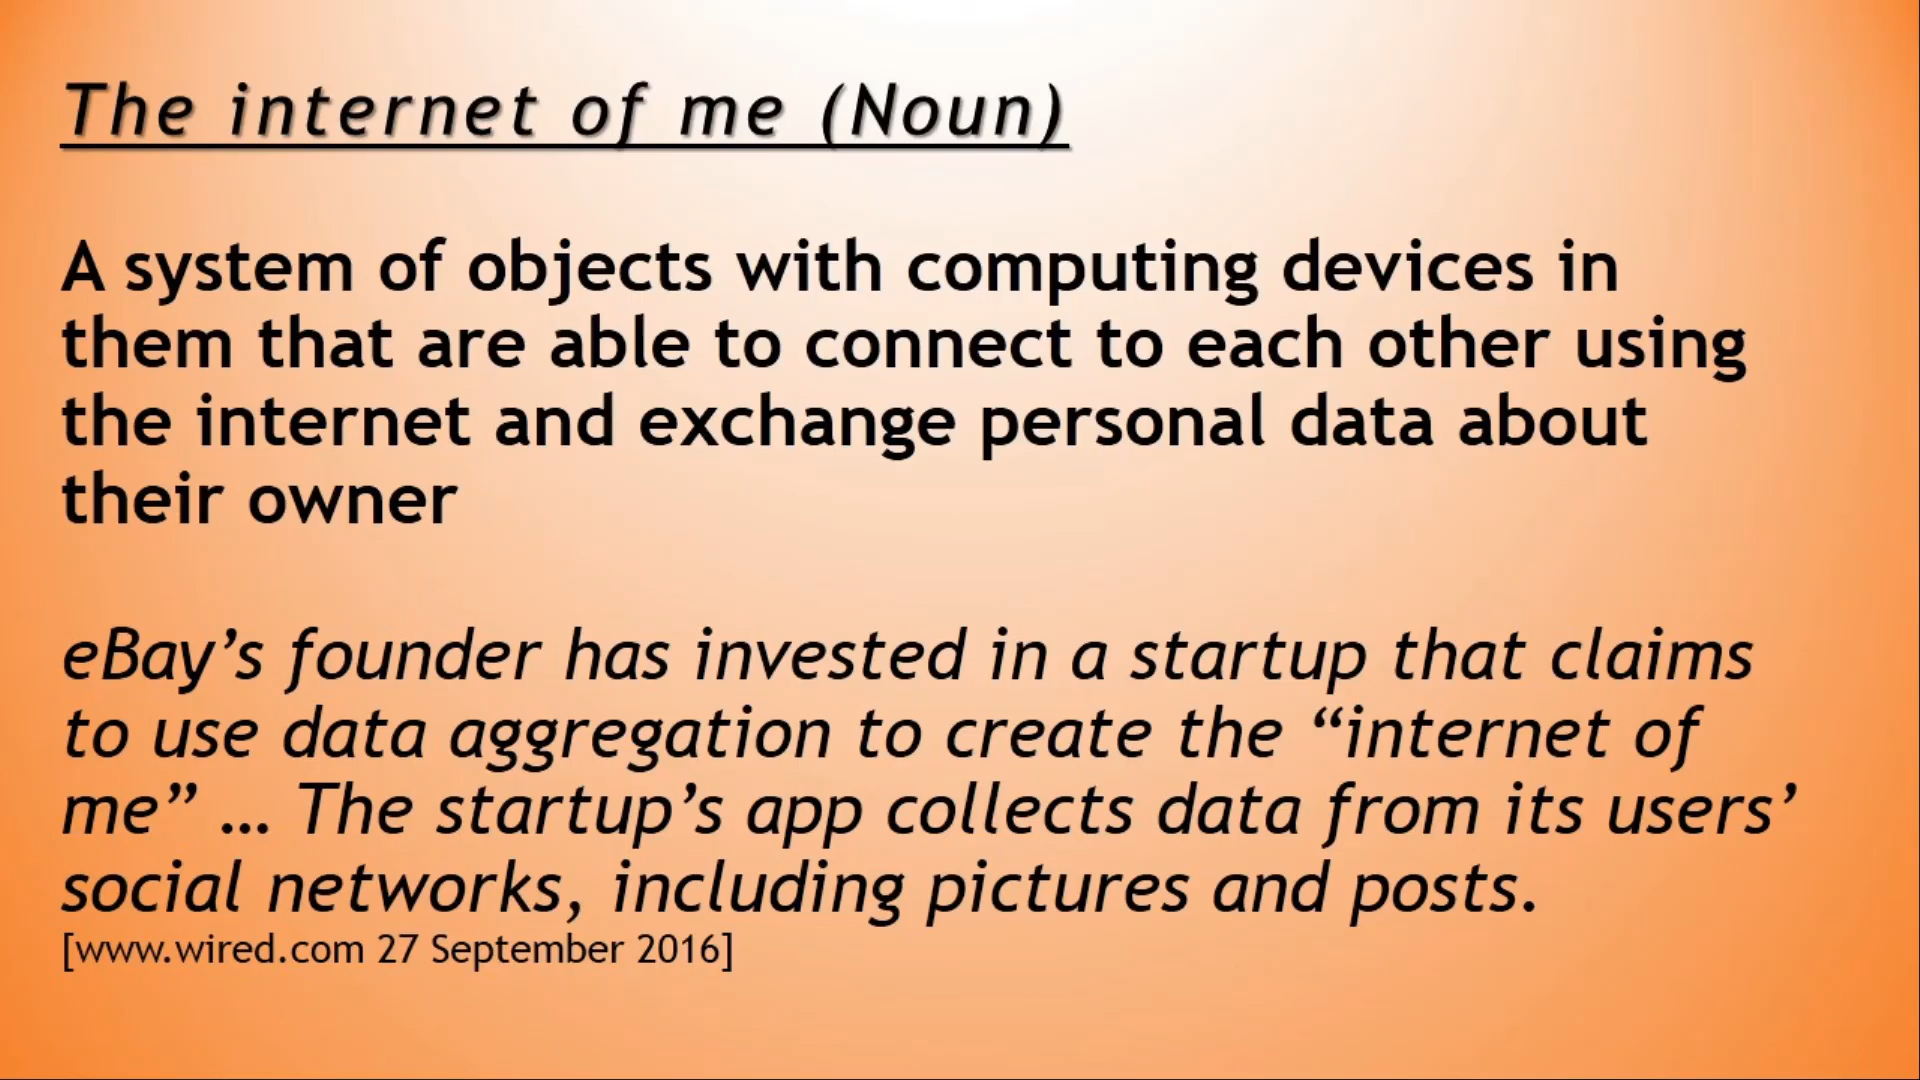 The internet of me (Noun)
A system of objects with computing devices in
them that are able to connect to each other using
the internet and exchange personal data about
their owner
eBay’s founder has invested in a startup that claims
to use data aggregation to create the “internet of
me” … The startup’s app collects data from its users’
social networks, including pictures and posts.
[www.wired.com 27 September 2016]